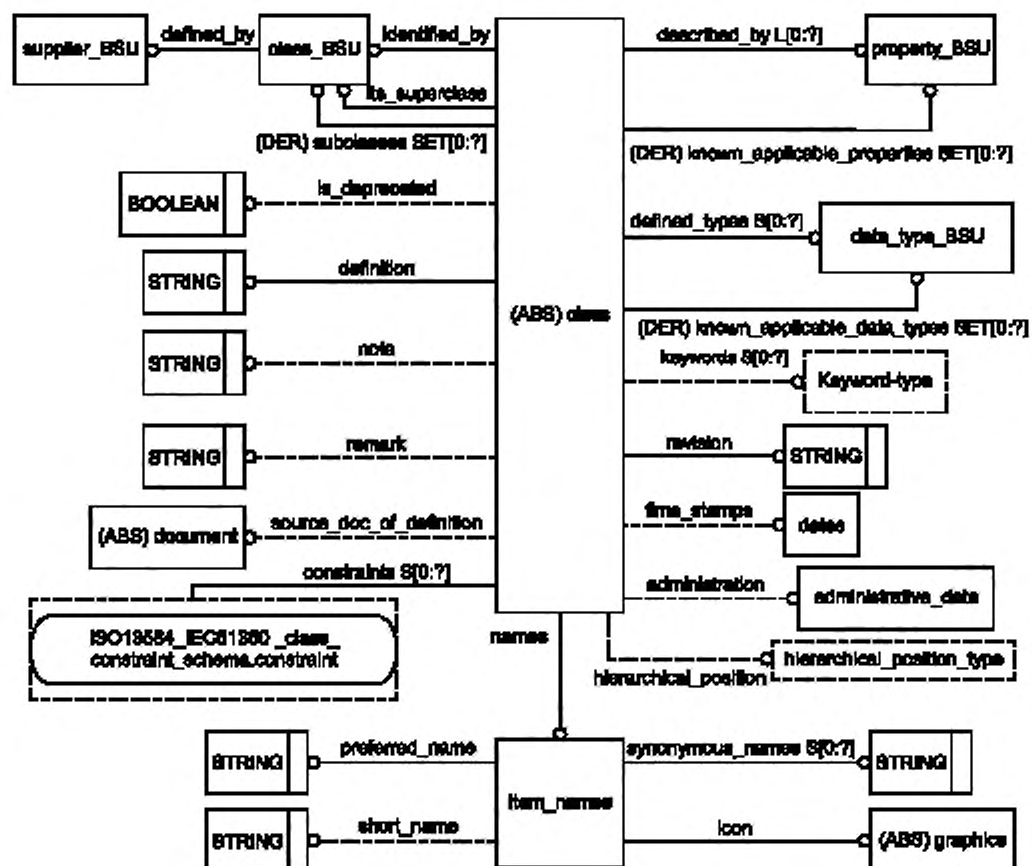 supplier_BSU
defined_by
class_BSU
identified_by
described_by L[0:?]
property_BSU
its_superclass
(DER) subclasses SET[0:?]
(DER) known_applicable_properties SET[0:?]
BOOLEAN
is_deprecated
defined_types S[0:?]
data_type_BSU
STRING
definition
(ABS) class
(DER) known_applicable_data_types SET[0:?]
STRING
note
keywords S[0:?]
Keyword-type
STRING
remark
revision
STRING
(ABS) document
source_doc_of_definition
time_stamps
dates
constraints S[0:?]
administration
administrative_data
ISO13584_IEC61360_class_
constraint_schema.constraint
names
hierarchical_position_type
hierarchical_position
STRING
preferred_name
synonymous_names S[0:?]
STRING
item_names
STRING
short_name
icon
(ABS) graphics